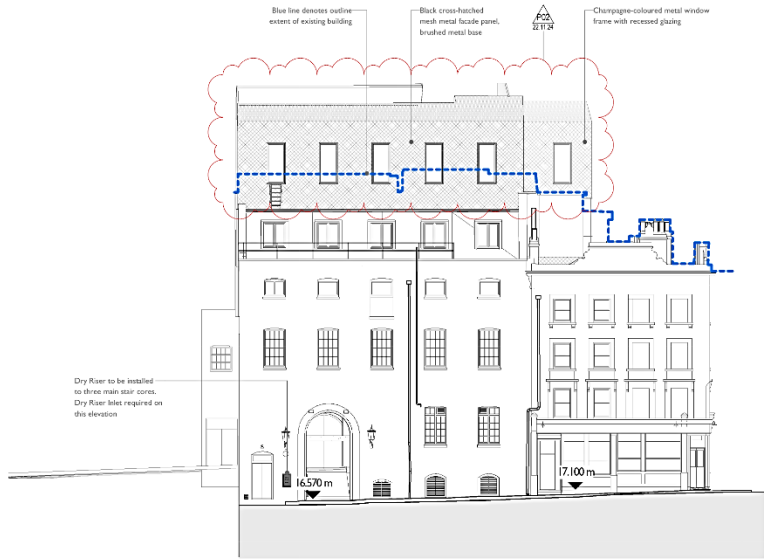 Blue line denotes outline
extent of existing building
Black cross-hatched
mesh metal facade panel,
brushed metal base
P02
22.11.24
Champagne-coloured metal window
frame with recessed glazing
Dry Riser to be installed
to three main stair cores.
Dry Riser Inlet required on
this elevation
8
16.570 m
17.100 m